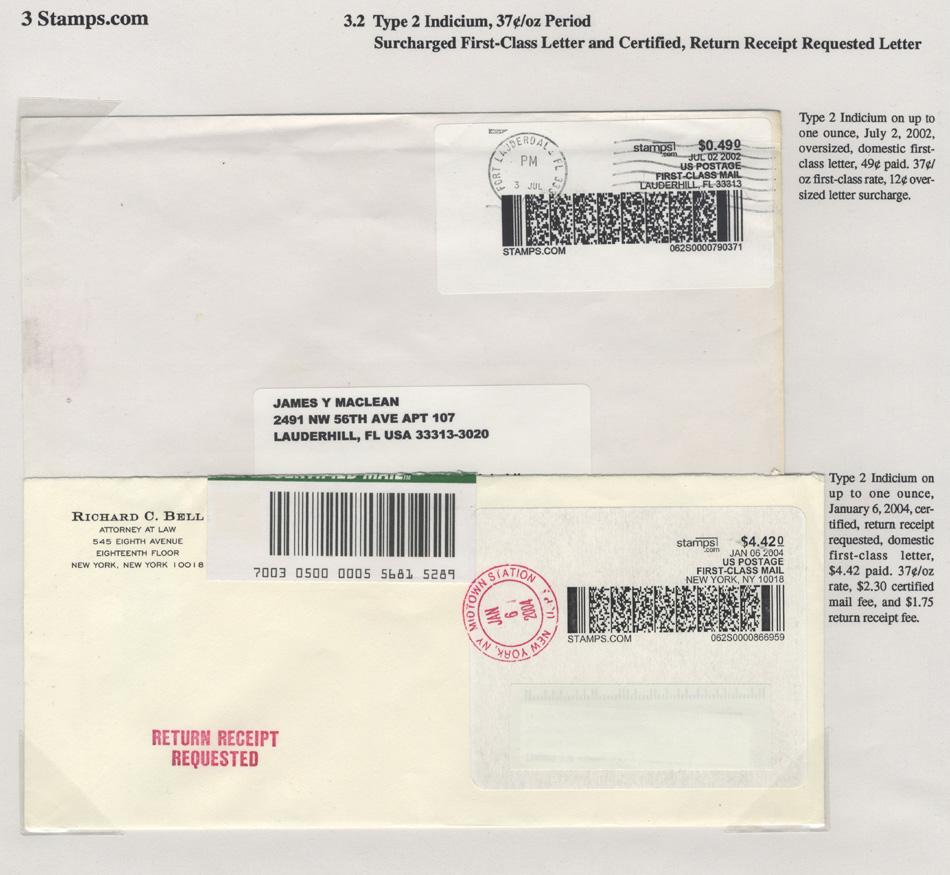 3 Stamps.com
3.2 Type 2 Indicium, 37¢/oz Period
Surcharged First-Class Letter and Certified, Return Receipt Requested Letter
Type 2 Indicium on up to
one ounce, July 2, 2002,
oversized, domestic first-
class letter, 49¢ paid. 37¢/
oz first-class rate, 12¢ over-
sized letter surcharge.
FORT LAUDERDALE FL 333
PM
3 JUL
stamps.com
$0.490
JUL 02 2002
US POSTAGE
FIRST-CLASS MAIL
LAUDERHILL, FL 33313
STAMPS.COM 062S0000790371
JAMES Y MACLEAN
2491 NW 56TH AVE APT 107
LAUDERHILL, FL USA 33313-3020
CERTIFIED MAIL™
7003 0500 0005 5681 5289
RICHARD C. BELL
ATTORNEY AT LAW
545 EIGHTH AVENUE
EIGHTEENTH FLOOR
NEW YORK, NEW YORK 10018
stamps.com
$4.420
JAN 06 2004
US POSTAGE
FIRST-CLASS MAIL
NEW YORK, NY 10018
STAMPS.COM 062S0000866959
MIDTOWN STATION
NEW YORK, NY
JAN
2004
RETURN RECEIPT
REQUESTED
Type 2 Indicium on
up to one ounce,
January 6, 2004, cer-
tified, return receipt
requested, domestic
first-class letter,
$4.42 paid. 37¢/oz
rate, $2.30 certified
mail fee, and $1.75
return receipt fee.